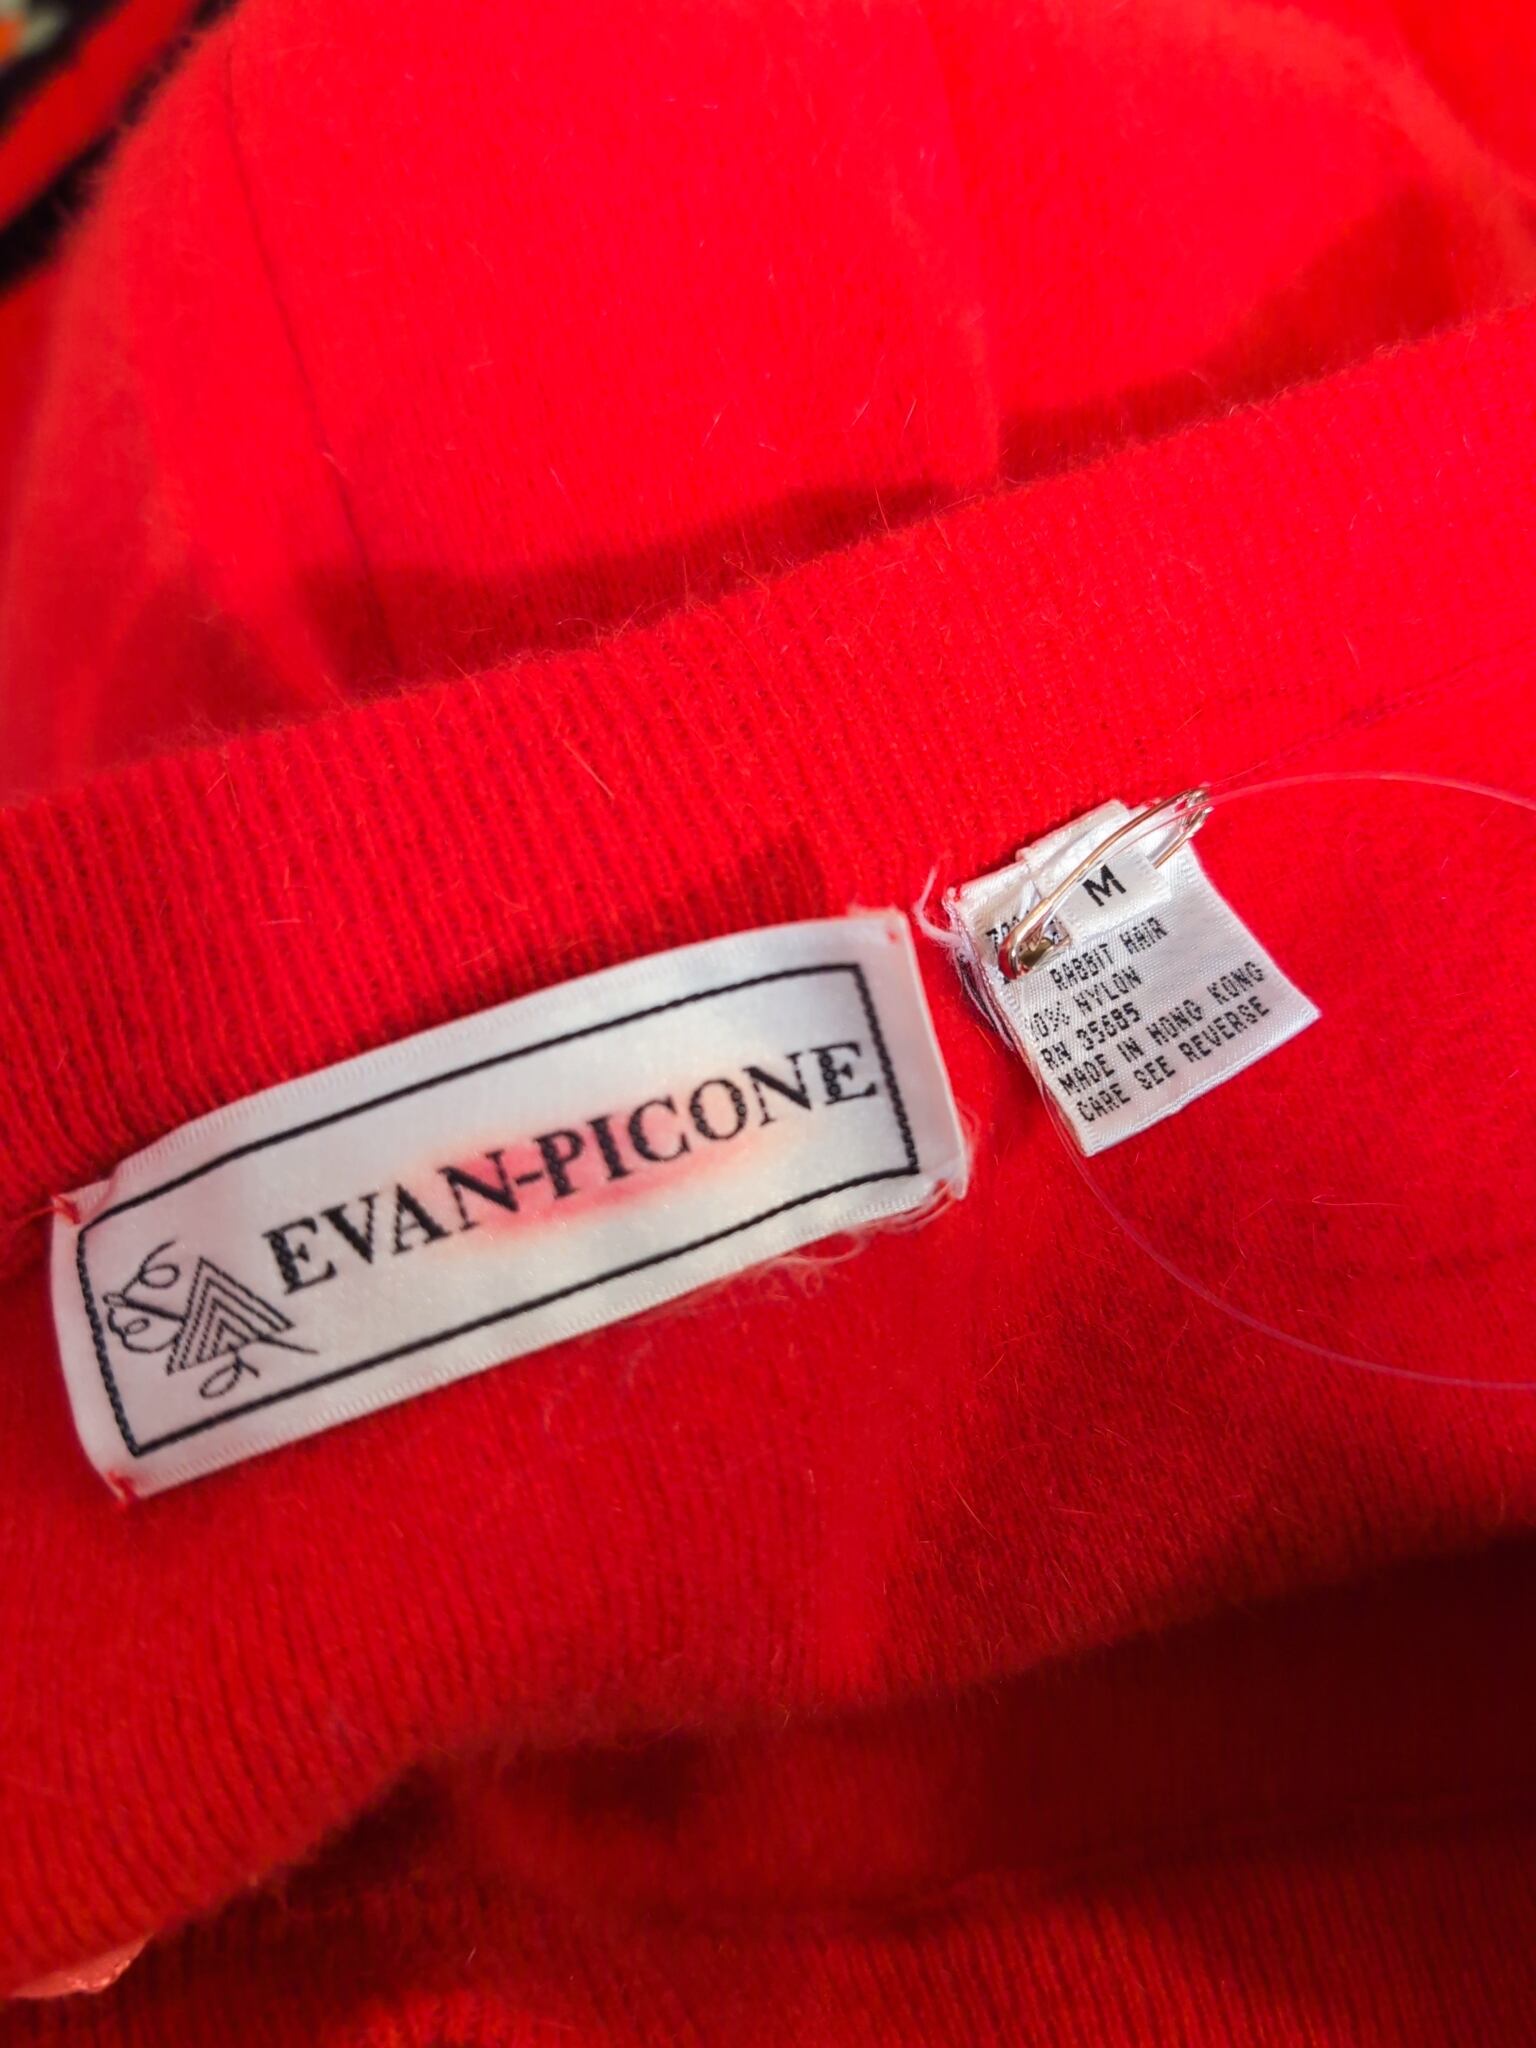 EVAN-PICONE
M
RABBIT HAIR
NYLON
RN 35685
MADE IN HONG KONG
CARE SEE REVERSE